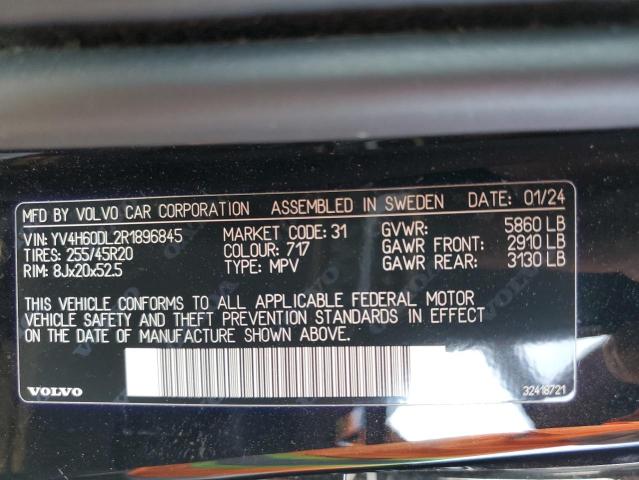 MFD BY VOLVO CAR CORPORATION ASSEMBLED IN SWEDEN DATE: 01/24
VIN: YV4H60DL2R1896845 MARKET CODE: 31 GVWR: 5860 LB
TIRES: 255/45R20 COLOUR: 717 GAWR FRONT: 2910 LB
RIM: 8Jx20x52.5 TYPE: MPV GAWR REAR: 3130 LB
THIS VEHICLE CONFORMS TO ALL APPLICABLE FEDERAL MOTOR
VEHICLE SAFETY AND THEFT PREVENTION STANDARDS IN EFFECT
ON THE DATE OF MANUFACTURE SHOWN ABOVE.
VOLVO 32418721